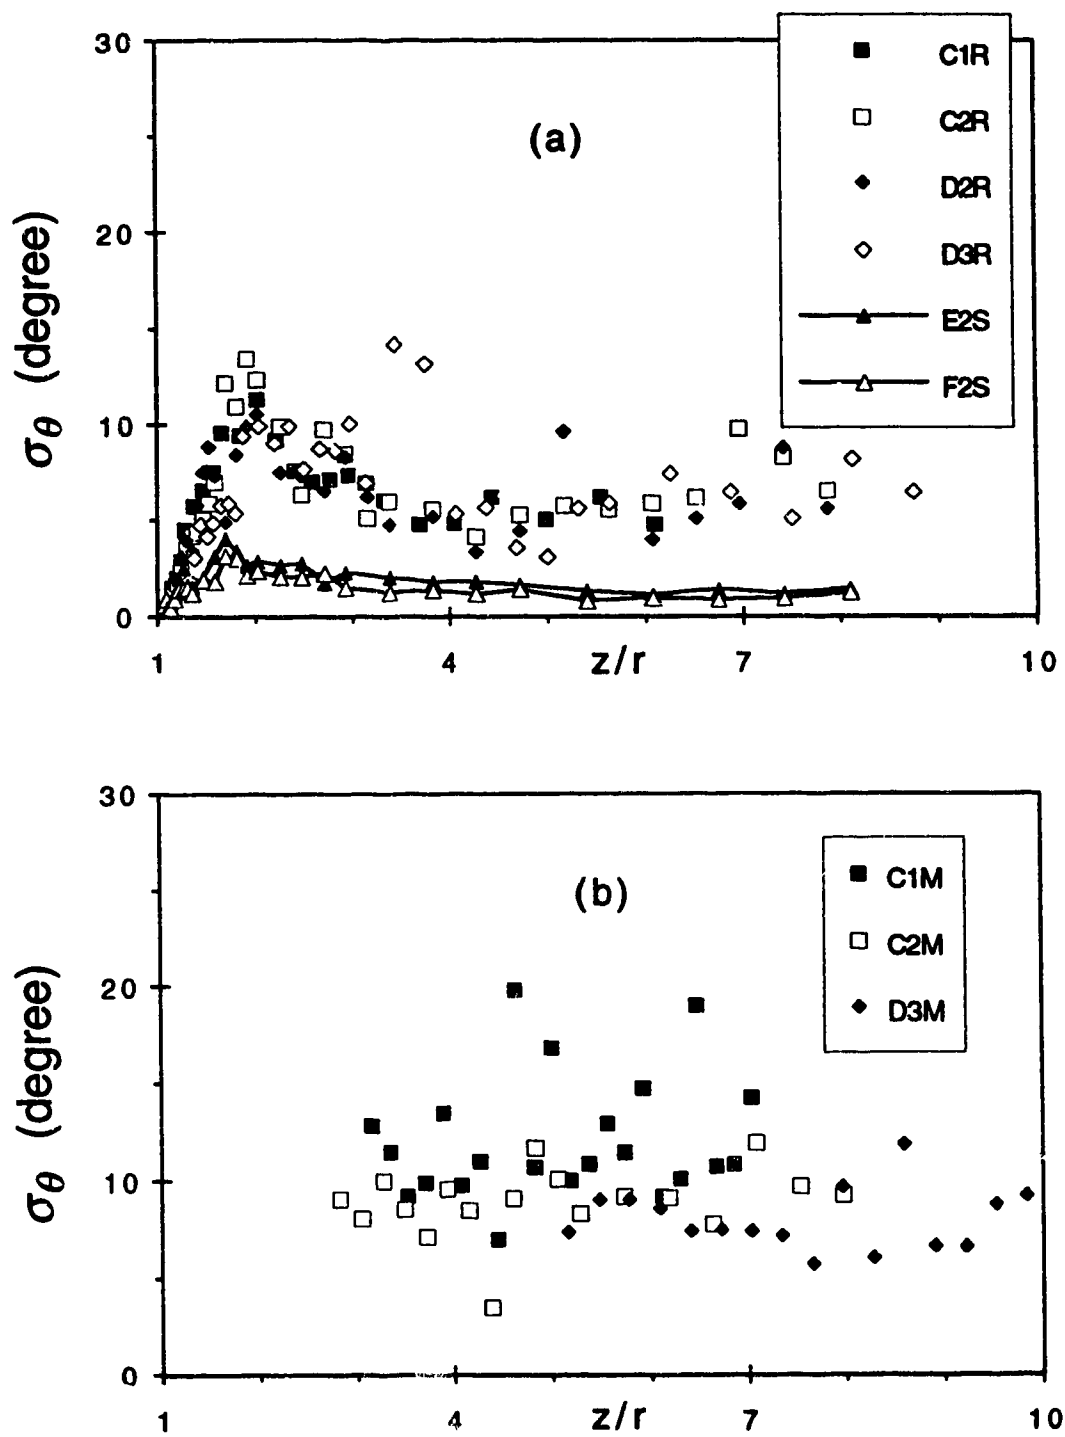 30
20
10
0
σθ (degree)
(a)
C1R
C2R
D2R
D3R
E2S
F2S
1 4 z/r 7 10
30
20
10
0
σθ (degree)
(b)
C1M
C2M
D3M
1 4 z/r 7 10